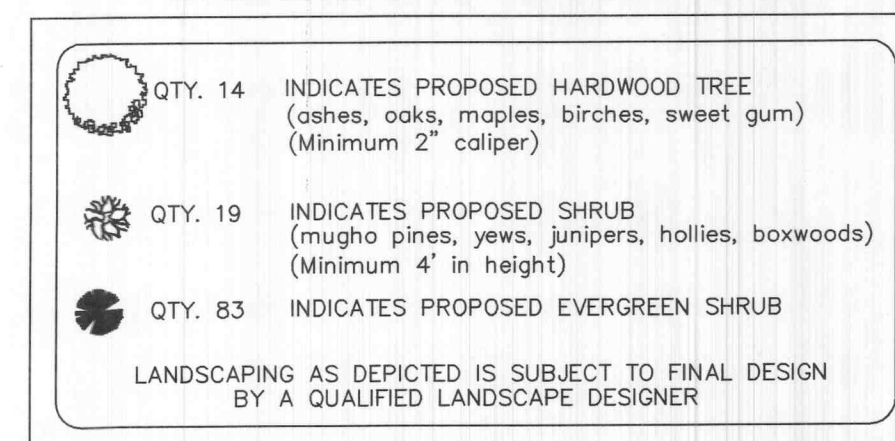 QTY. 14 INDICATES PROPOSED HARDWOOD TREE
(ashes, oaks, maples, birches, sweet gum)
(Minimum 2" caliper)
QTY. 19 INDICATES PROPOSED SHRUB
(mugho pines, yews, junipers, hollies, boxwoods)
(Minimum 4' in height)
QTY. 83 INDICATES PROPOSED EVERGREEN SHRUB
LANDSCAPING AS DEPICTED IS SUBJECT TO FINAL DESIGN
BY A QUALIFIED LANDSCAPE DESIGNER